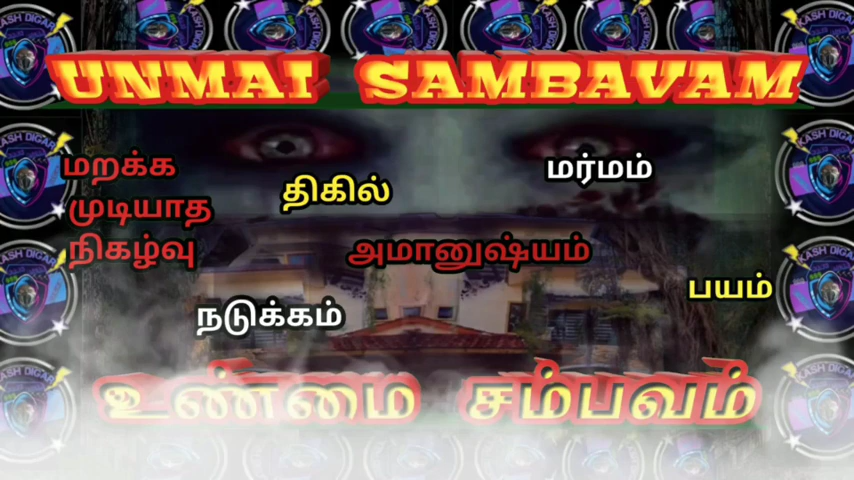 UNMAI SAMBAVAM
மறக்க
முடியாத
நிகழ்வு
திகில்
மர்மம்
அமானுஷ்யம்
பயம்
நடுக்கம்
உண்மை சம்பவம்